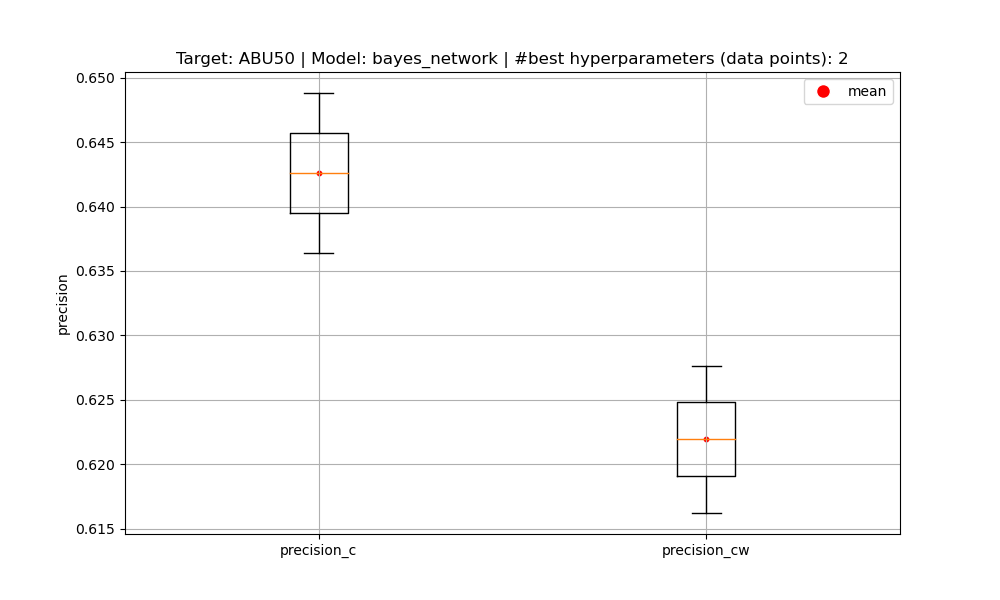 Target: ABU50 | Model: bayes_network | #best hyperparameters (data points): 2
mean
precision
0.650
0.645
0.640
0.635
0.630
0.625
0.620
0.615
precision_c
precision_cw